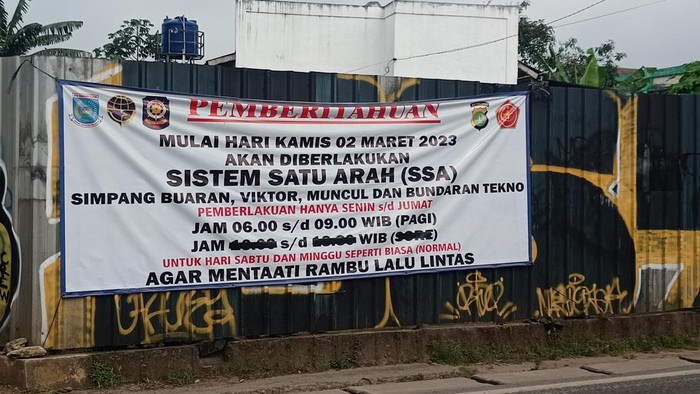 PEMBERITAHUAN
MULAI HARI KAMIS 02 MARET 2023
AKAN DIBERLAKUKAN
SISTEM SATU ARAH (SSA)
SIMPANG BUARAN, VIKTOR, MUNCUL DAN BUNDARAN TEKNO
PEMBERLAKUAN HANYA SENIN s/d JUMAT
JAM 06.00 s/d 09.00 WIB (PAGI)
JAM s/d WIB (SORE)
UNTUK HARI SABTU DAN MINGGU SEPERTI BIASA (NORMAL)
AGAR MENTAATI RAMBU LALU LINTAS